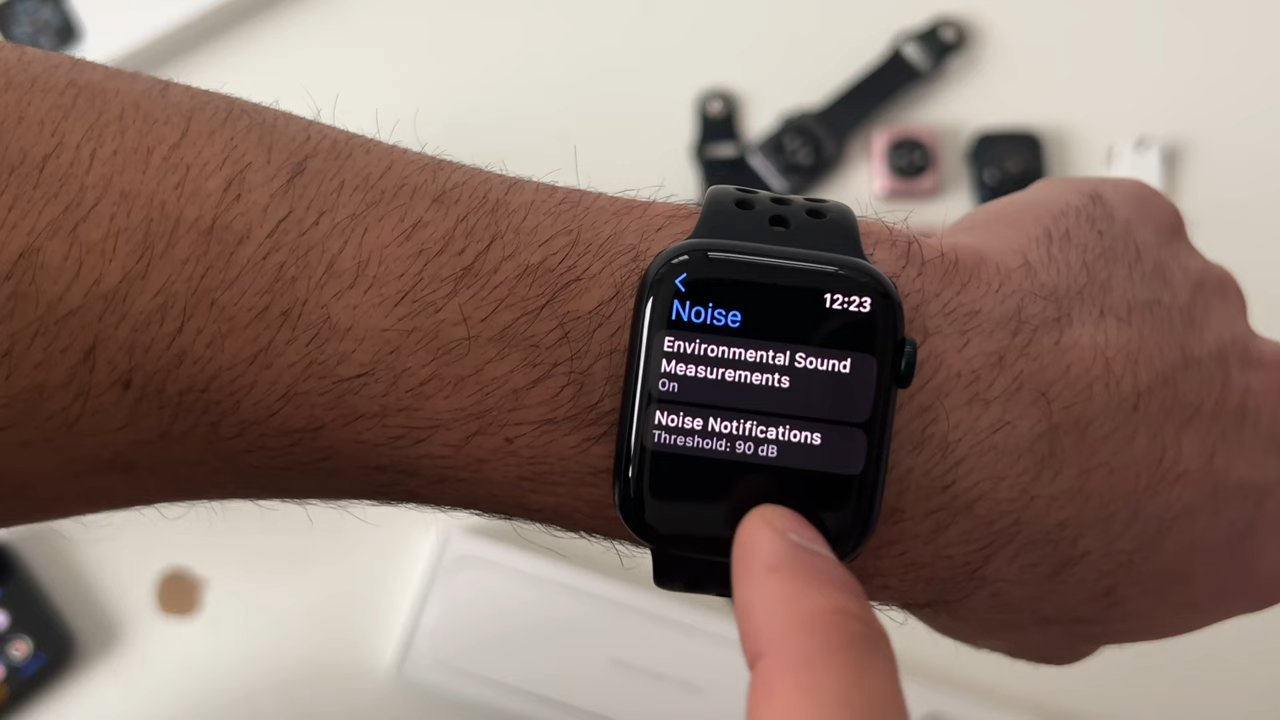 12:23
Noise
Environmental Sound
Measurements
On
Noise Notifications
Threshold: 90 dB